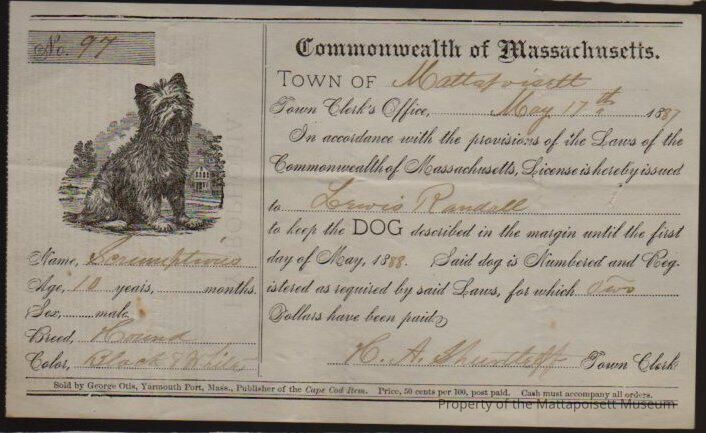 No. 97
Name, Scrumptious
Age, 10 years, months.
Sex, male
Breed, Hound
Color, Black & White
Commonwealth of Massachusetts.
TOWN OF Mattapoisett
Town Clerk's Office, May 17th 1887
In accordance with the provisions of the Laws of the
Commonwealth of Massachusetts, License is hereby issued
to Lewis Randall
to keep the DOG described in the margin until the first
day of May, 1888. Said dog is Numbered and Reg-
istered as required by said Laws, for which Two
Dollars have been paid
H. A. Shurtleff Town Clerk
Sold by George Otis, Yarmouth Port, Mass., Publisher of the Cape Cod Item. Price, 50 cents per 100, post paid. Cash must accompany all orders.
Property of the Mattapoisett Museum